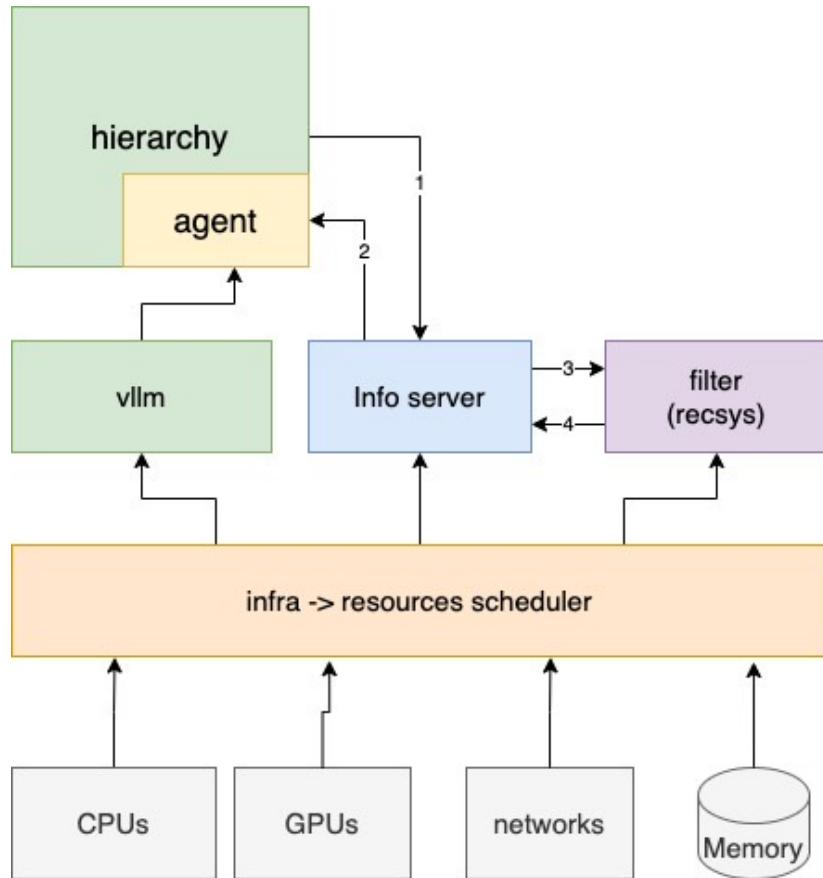 hierarchy
1
agent
2
vllm
Info server
3
4
filter
(recsys)
infra -> resources scheduler
CPUs
GPUs
networks
Memory